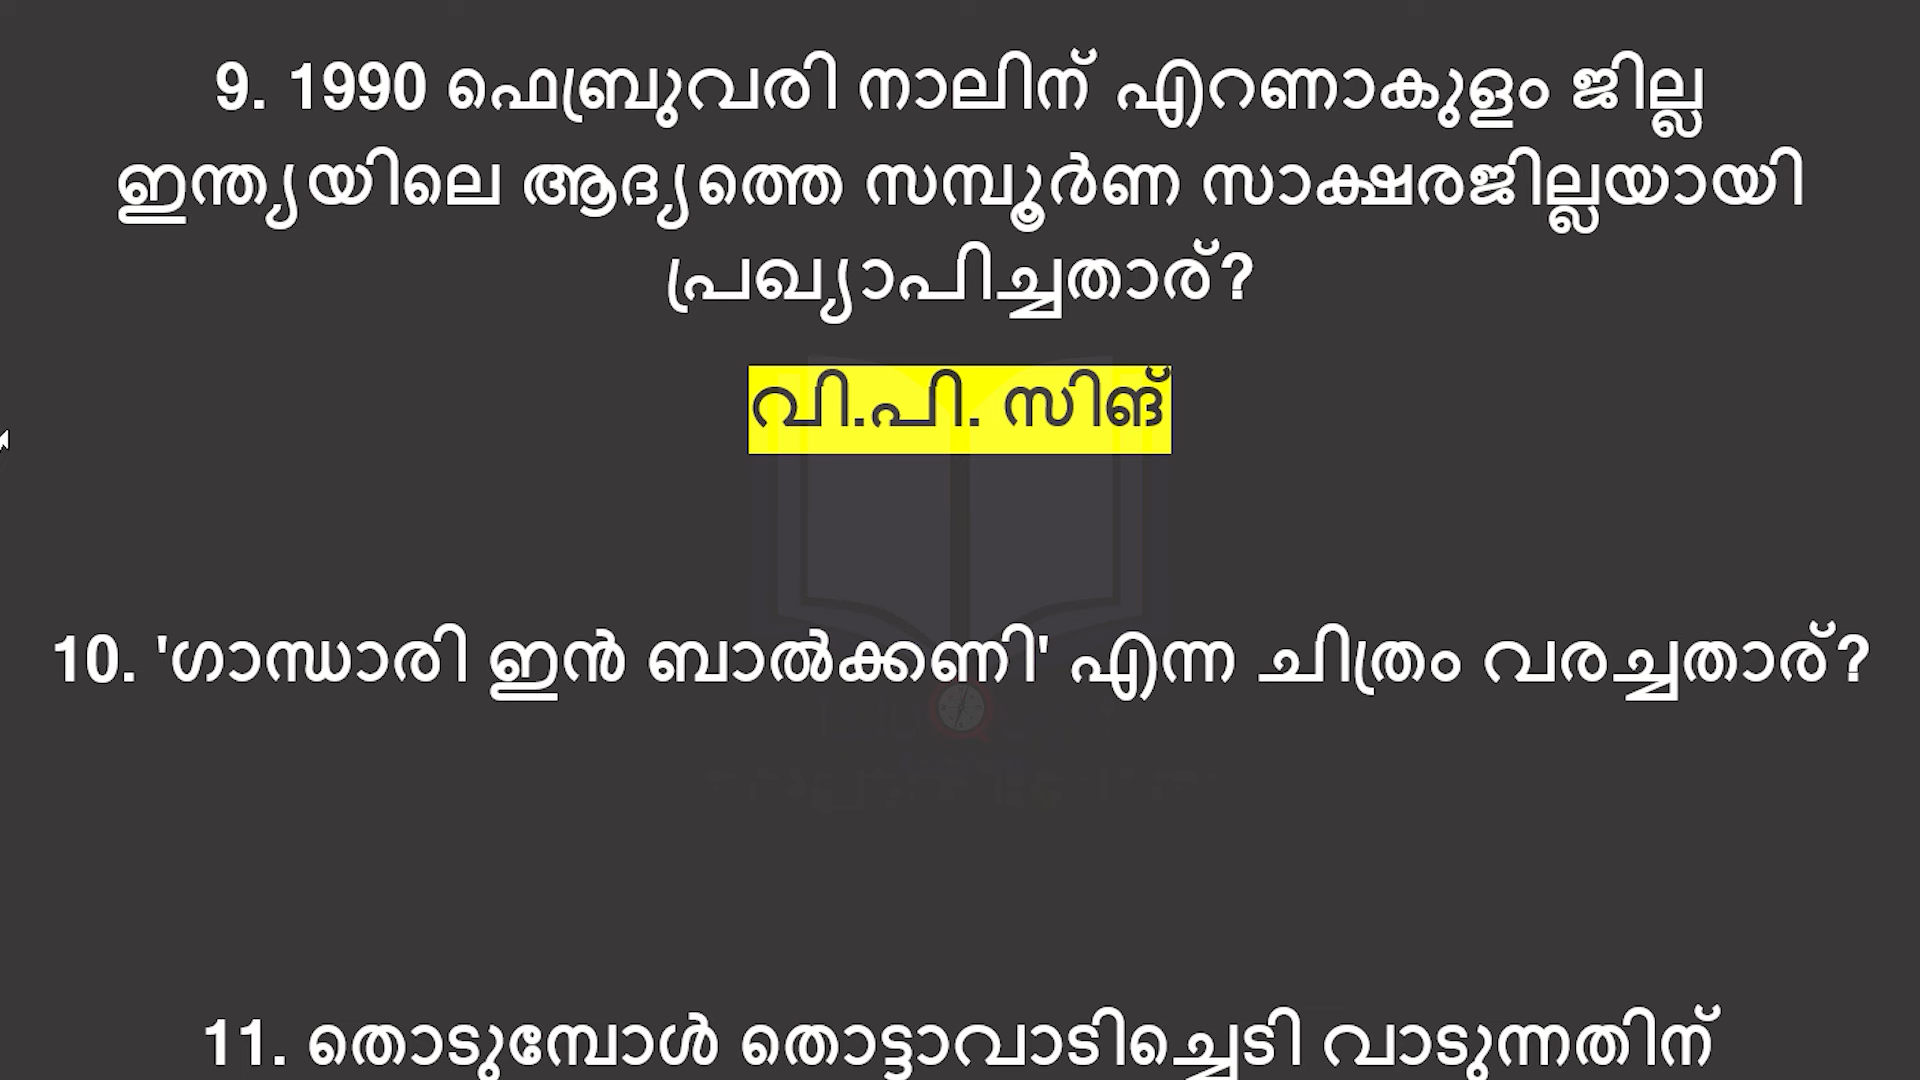 9. 1990 ഫെബ്രുവരി നാലിന് എറണാകുളം ജില്ല
ഇന്ത്യയിലെ ആദ്യത്തെ സമ്പൂർണ സാക്ഷരജില്ലയായി
പ്രഖ്യാപിച്ചതാര്?
വി.പി. സിങ്
10. 'ഗാന്ധാരി ഇൻ ബാൽക്കണി' എന്ന ചിത്രം വരച്ചതാര്?
11. തൊടുമ്പോൾ തൊട്ടാവാടിച്ചെടി വാടുന്നതിന്